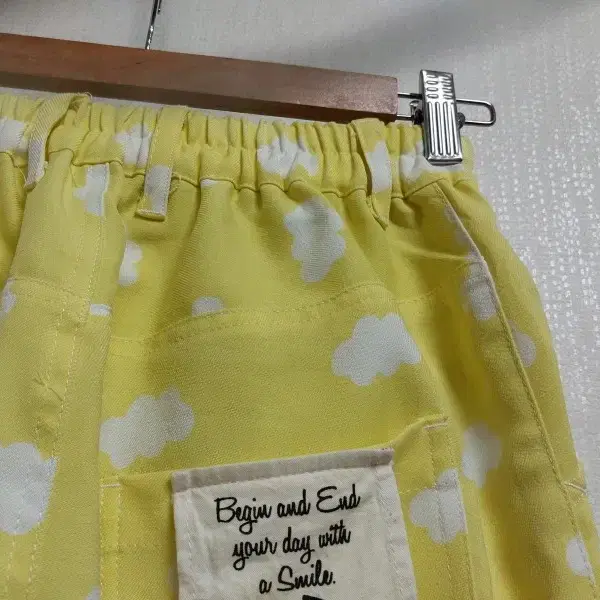 Begin and End
your day with
a Smile.